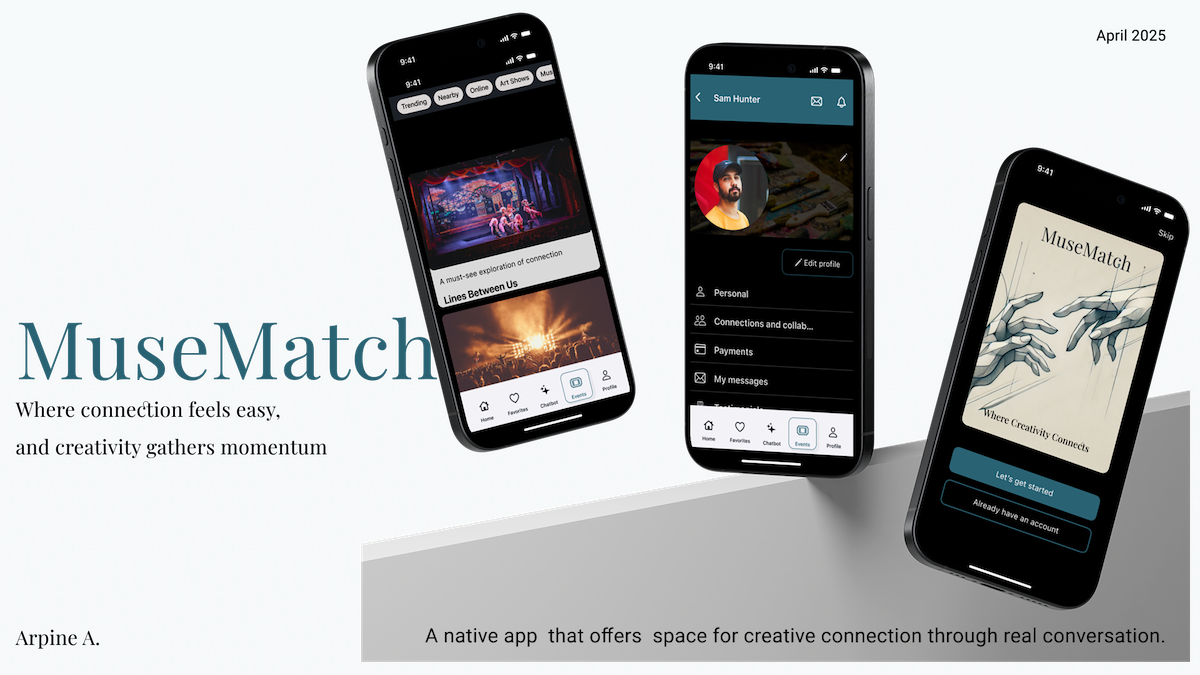 April 2025
MuseMatch
Where connection feels easy,
and creativity gathers momentum
Arpine A.
A native app that offers space for creative connection through real conversation.
9:41
9:41
Trending Nearby Online Art Shows Mus
A must-see exploration of connection
Lines Between Us
Home Favorites Chatbot Events Profile
9:41
Sam Hunter
Edit profile
Personal
Connections and collab...
Payments
My messages
Testimonials
Home Favorites Chatbot Events Profile
9:41
Skip
MuseMatch
Where Creativity Connects
Let's get started
Already have an account